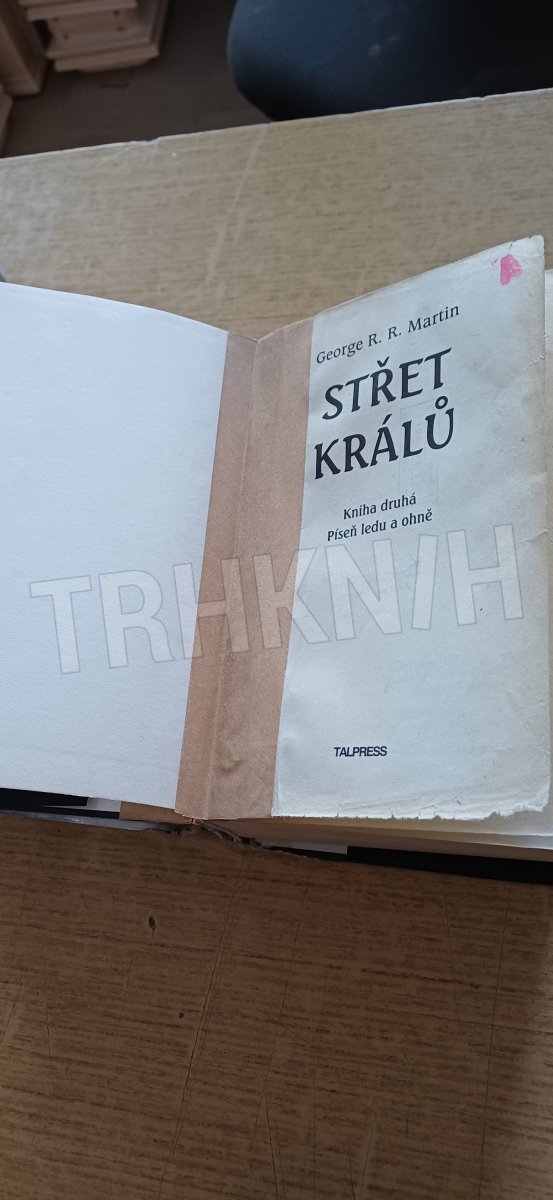 George R. R. Martin
STŘET
KRÁLŮ
Kniha druhá
Píseň ledu a ohně
TRHKNIH
TALPRESS